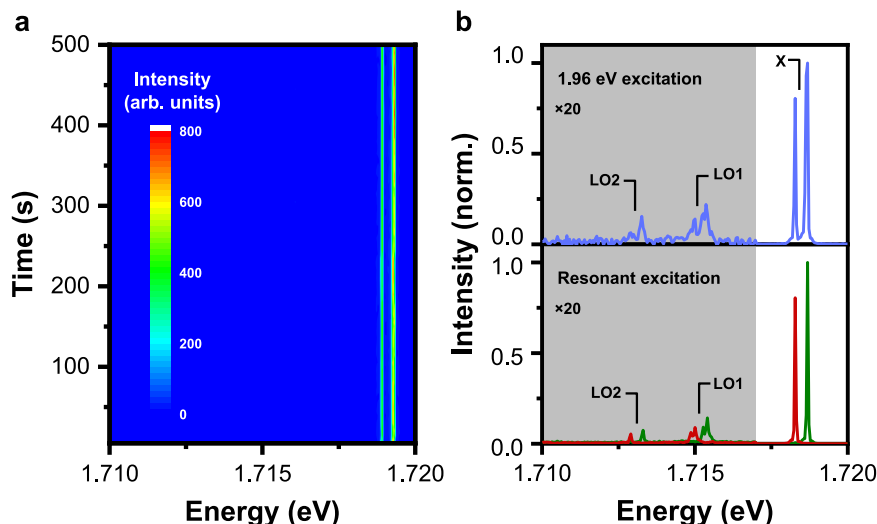 a
500
400
300
200
100
Time (s)
Intensity
(arb. units)
800
600
400
200
0
1.710
1.715
1.720
Energy (eV)
b
1.0
0.5
0.0
1.0
0.5
0.0
Intensity (norm.)
1.96 eV excitation
×20
X
LO2
LO1
Resonant excitation
×20
LO2
LO1
1.710
1.715
1.720
Energy (eV)